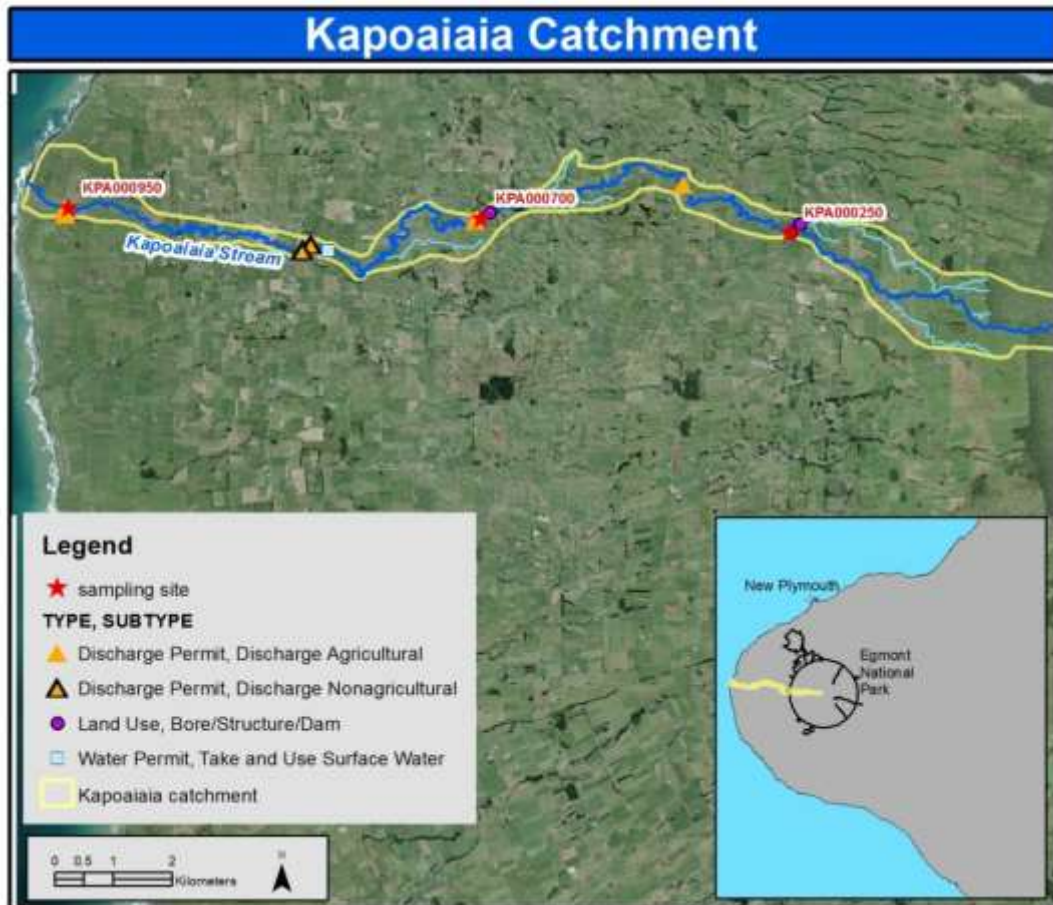 Kapoaiaia Catchment
KPA000950
KPA000700
KPA000250
Kapoaiaia Stream
Legend
sampling site
TYPE, SUBTYPE
Discharge Permit, Discharge Agricultural
Discharge Permit, Discharge Nonagricultural
Land Use, Bore/Structure/Dam
Water Permit, Take and Use Surface Water
Kapoaiaia catchment
0 0.5 1 2
Kilometers
N
New Plymouth
Egmont
National
Park